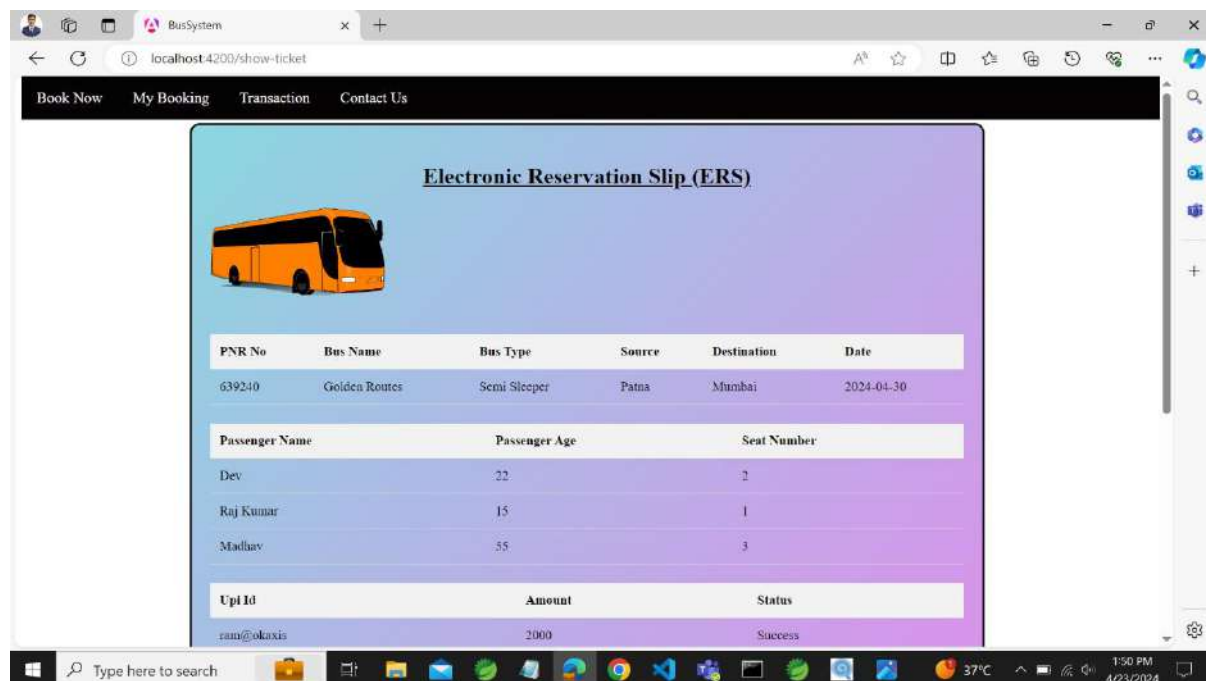 BusSystem
localhost:4200/show-ticket
Book Now My Booking Transaction Contact Us
Electronic Reservation Slip (ERS)
PNR No Bus Name Bus Type Source Destination Date
639240 Golden Routes Semi Sleeper Patna Mumbai 2024-04-30
Passenger Name Passenger Age Seat Number
Dev 22 2
Raj Kumar 15 1
Madhav 55 3
Upi Id Amount Status
ram@okaxis 2000 Success
Type here to search 37°C 1:50 PM
4/23/2024